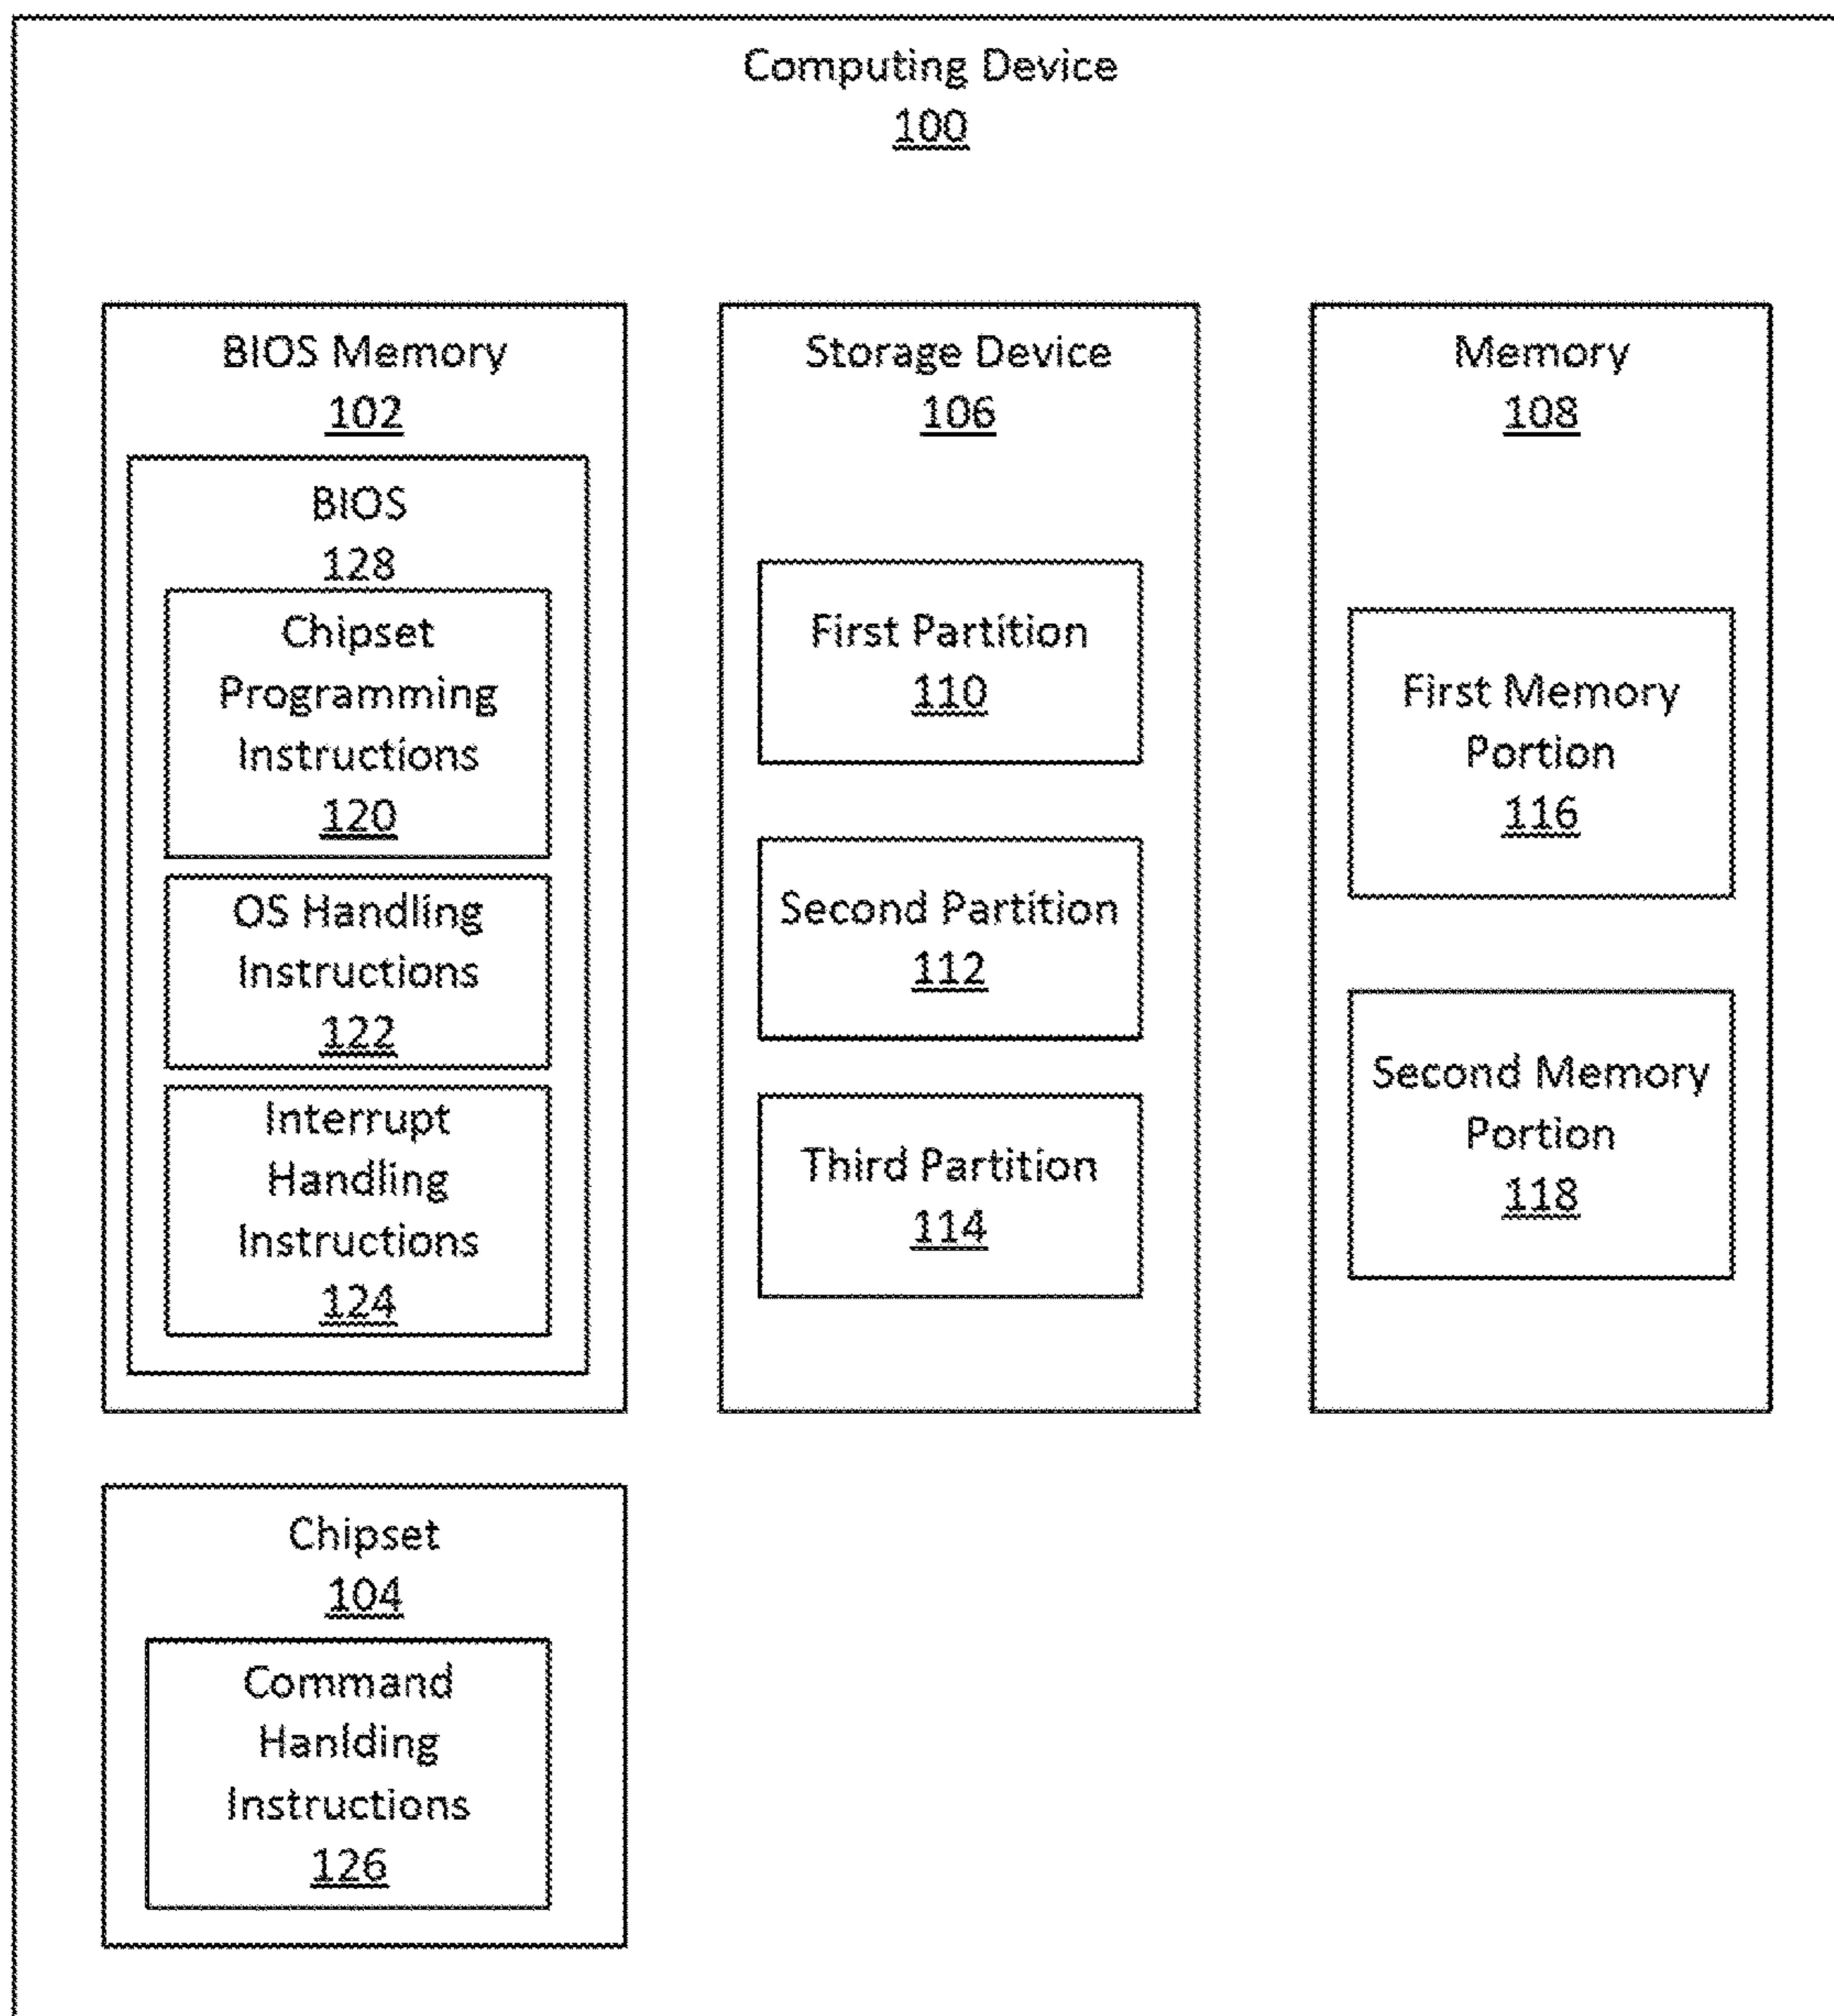 Computing Device
100
BIOS Memory
102
BIOS
128
Chipset
Programming
Instructions
120
OS Handling
Instructions
122
Interrupt
Handling
Instructions
124
Storage Device
106
First Partition
110
Second Partition
112
Third Partition
114
Memory
108
First Memory
Portion
116
Second Memory
Portion
118
Chipset
104
Command
Hanlding
Instructions
126